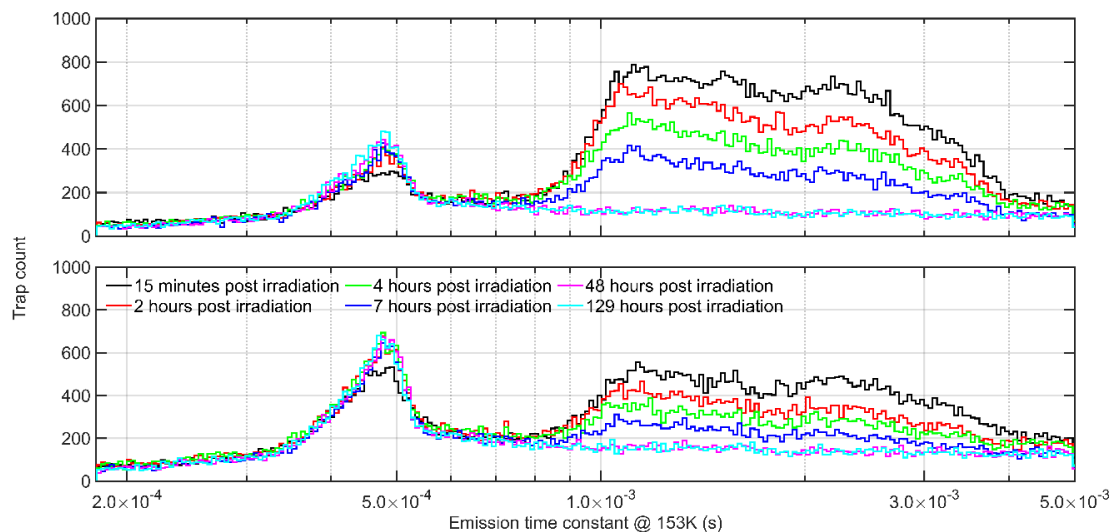 1000
800
600
400
200
0
Trap count
1000
15 minutes post irradiation 4 hours post irradiation 48 hours post irradiation
2 hours post irradiation 7 hours post irradiation 129 hours post irradiation
800
600
400
200
0
2.0×10⁻⁴ 5.0×10⁻⁴ 1.0×10⁻³ 3.0×10⁻³ 5.0×10⁻³
Emission time constant @ 153K (s)